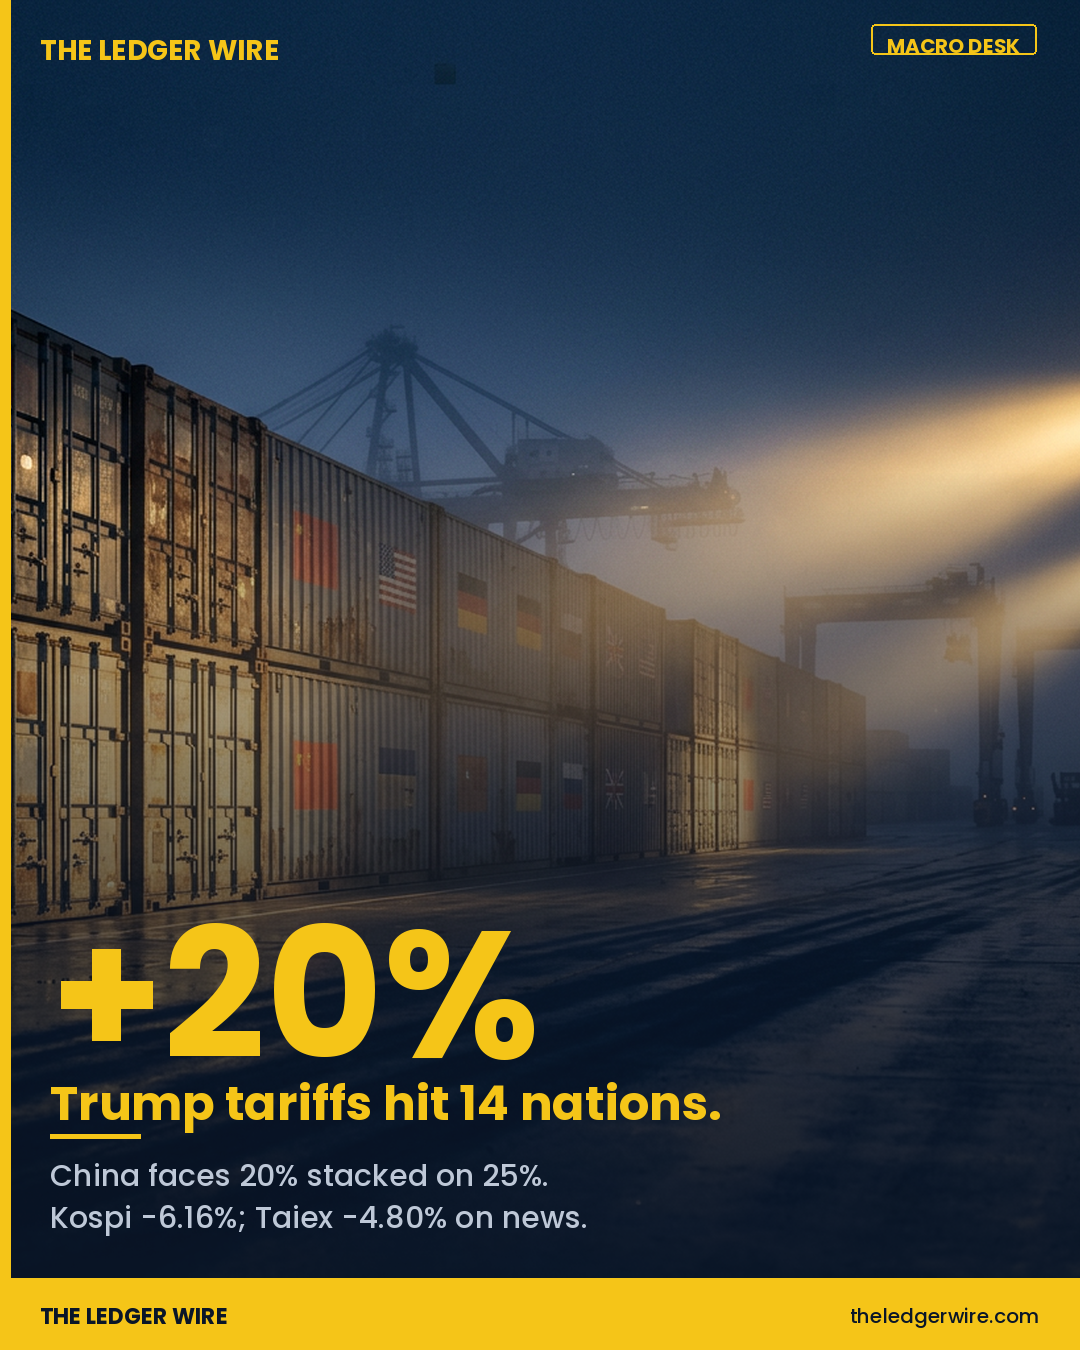 THE LEDGER WIRE
MACRO DESK
+20%
Trump tariffs hit 14 nations.
China faces 20% stacked on 25%.
Kospi −6.16%; Taiex −4.80% on news.
THE LEDGER WIRE
theledgerwire.com